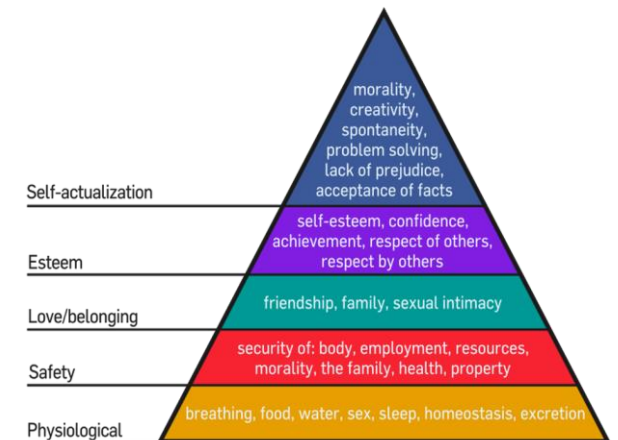 morality,
creativity,
spontaneity,
problem solving,
lack of prejudice,
acceptance of facts
Self-actualization
self-esteem, confidence,
achievement, respect of others,
respect by others
Esteem
friendship, family, sexual intimacy
Love/belonging
security of: body, employment, resources,
morality, the family, health, property
Safety
breathing, food, water, sex, sleep, homeostasis, excretion
Physiological